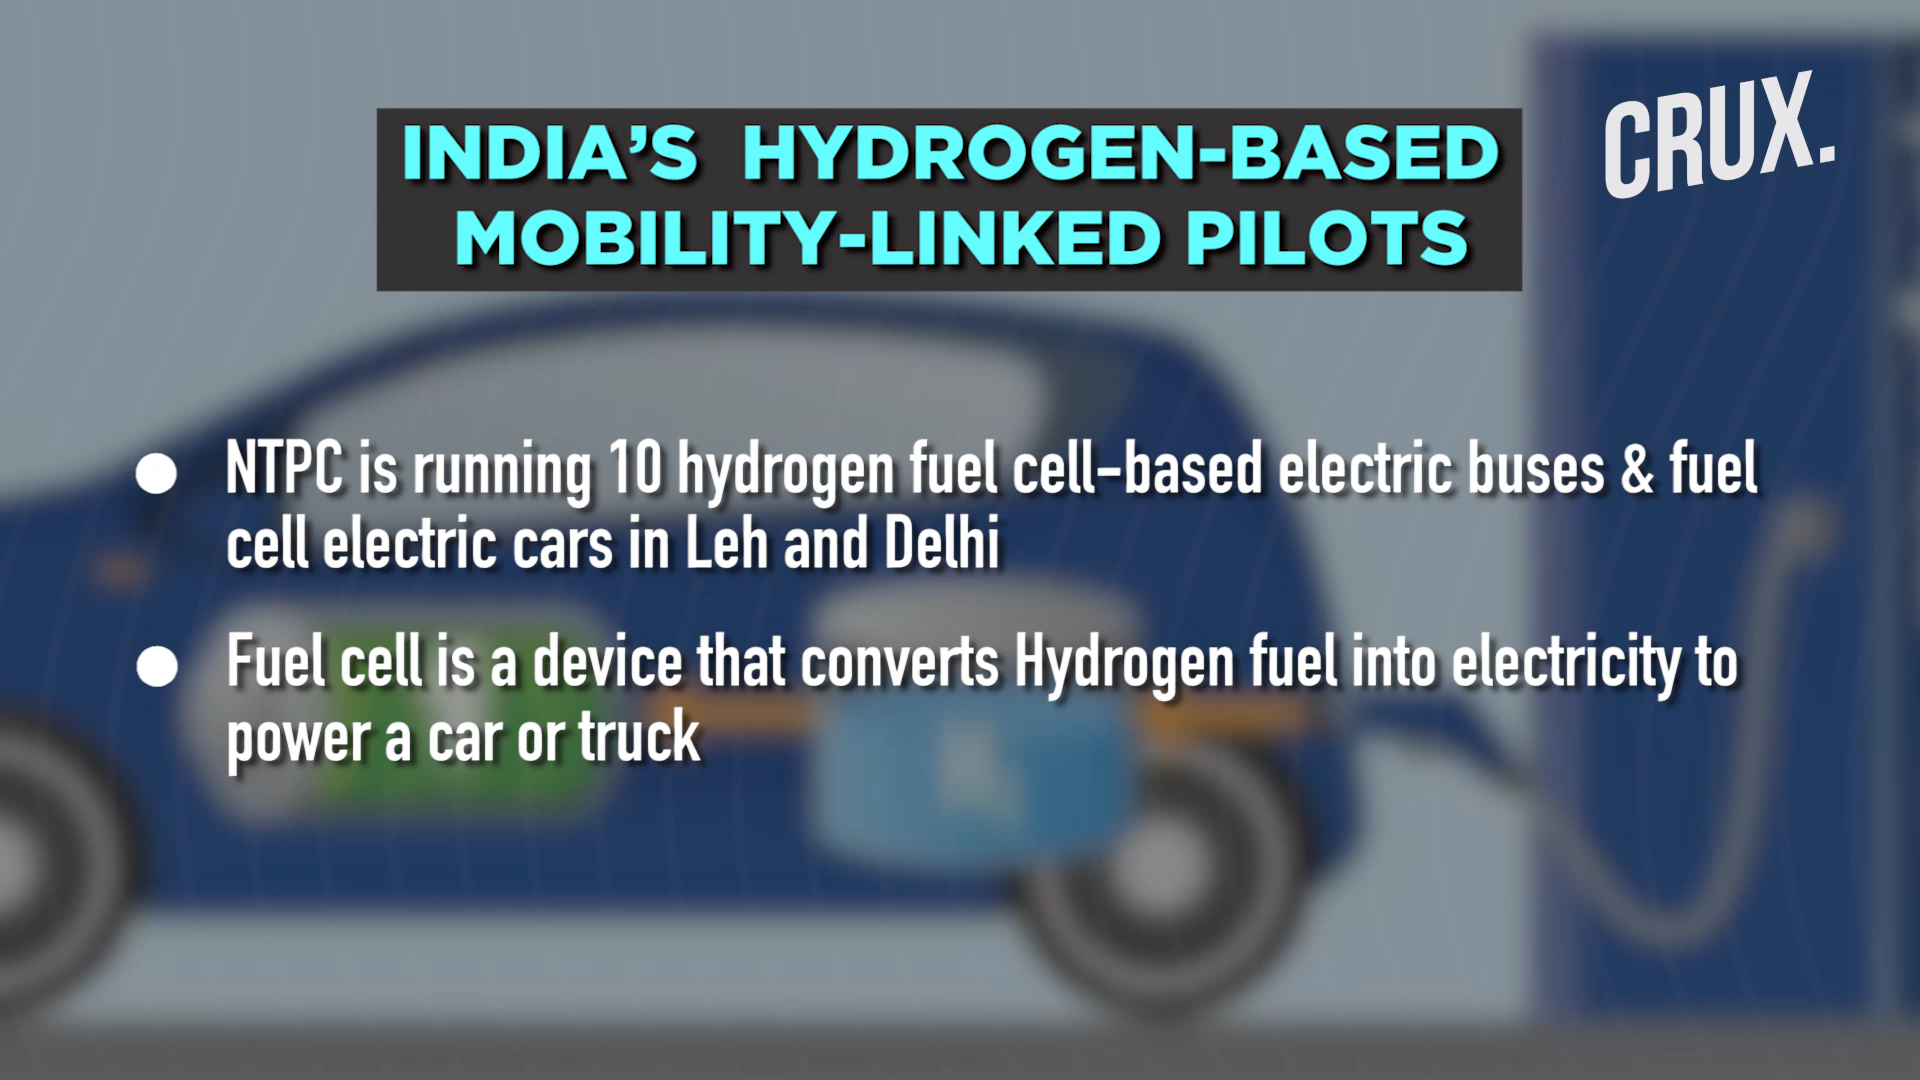 INDIA’S HYDROGEN-BASED
CRUX.
MOBILITY-LINKED PILOTS
NTPC is running 10 hydrogen fuel cell-based electric buses & fuel
cell electric cars in Leh and Delhi
Fuel cell is a device that converts Hydrogen fuel into electricity to
power a car or truck